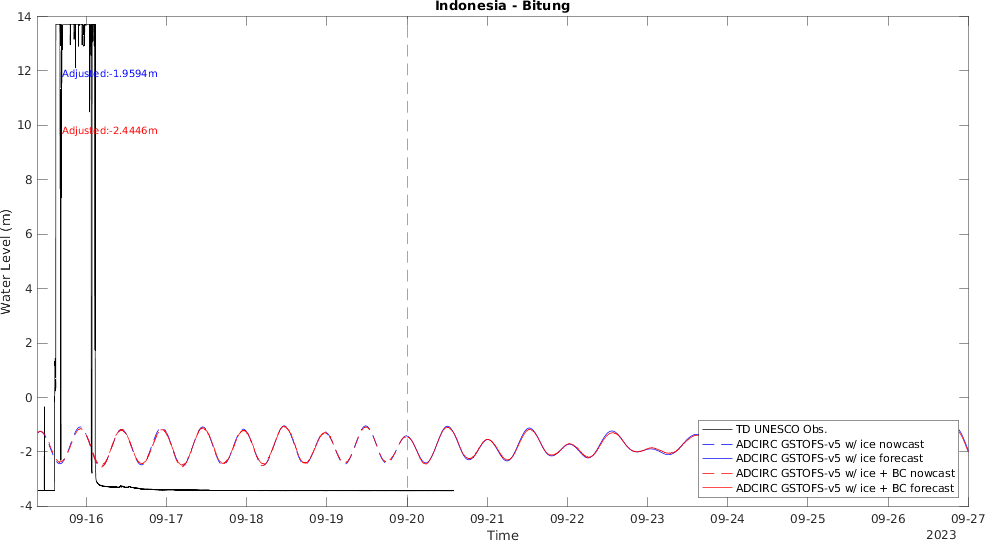 Indonesia - Bitung
14
12
10
8
6
4
2
0
-2
-4
Water Level (m)
Adjusted:-1.9594m
Adjusted:-2.4446m
TD UNESCO Obs.
ADCIRC GSTOFS-v5 w/ ice nowcast
ADCIRC GSTOFS-v5 w/ ice forecast
ADCIRC GSTOFS-v5 w/ ice + BC nowcast
ADCIRC GSTOFS-v5 w/ ice + BC forecast
09-16 09-17 09-18 09-19 09-20 09-21 09-22 09-23 09-24 09-25 09-26 09-27
Time
2023